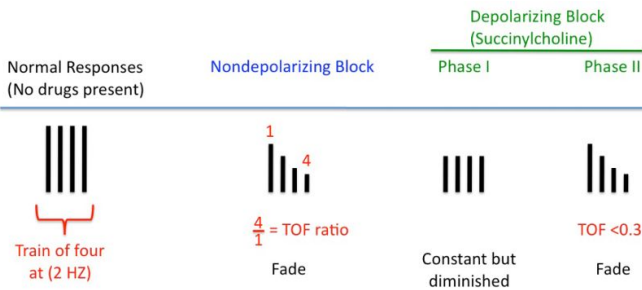 Depolarizing Block
(Succinylcholine)
Normal Responses
(No drugs present)
Nondepolarizing Block
Phase I
Phase II
1
4
Train of four
at (2 HZ)
4/1 = TOF ratio
Fade
Constant but
diminished
TOF <0.3
Fade